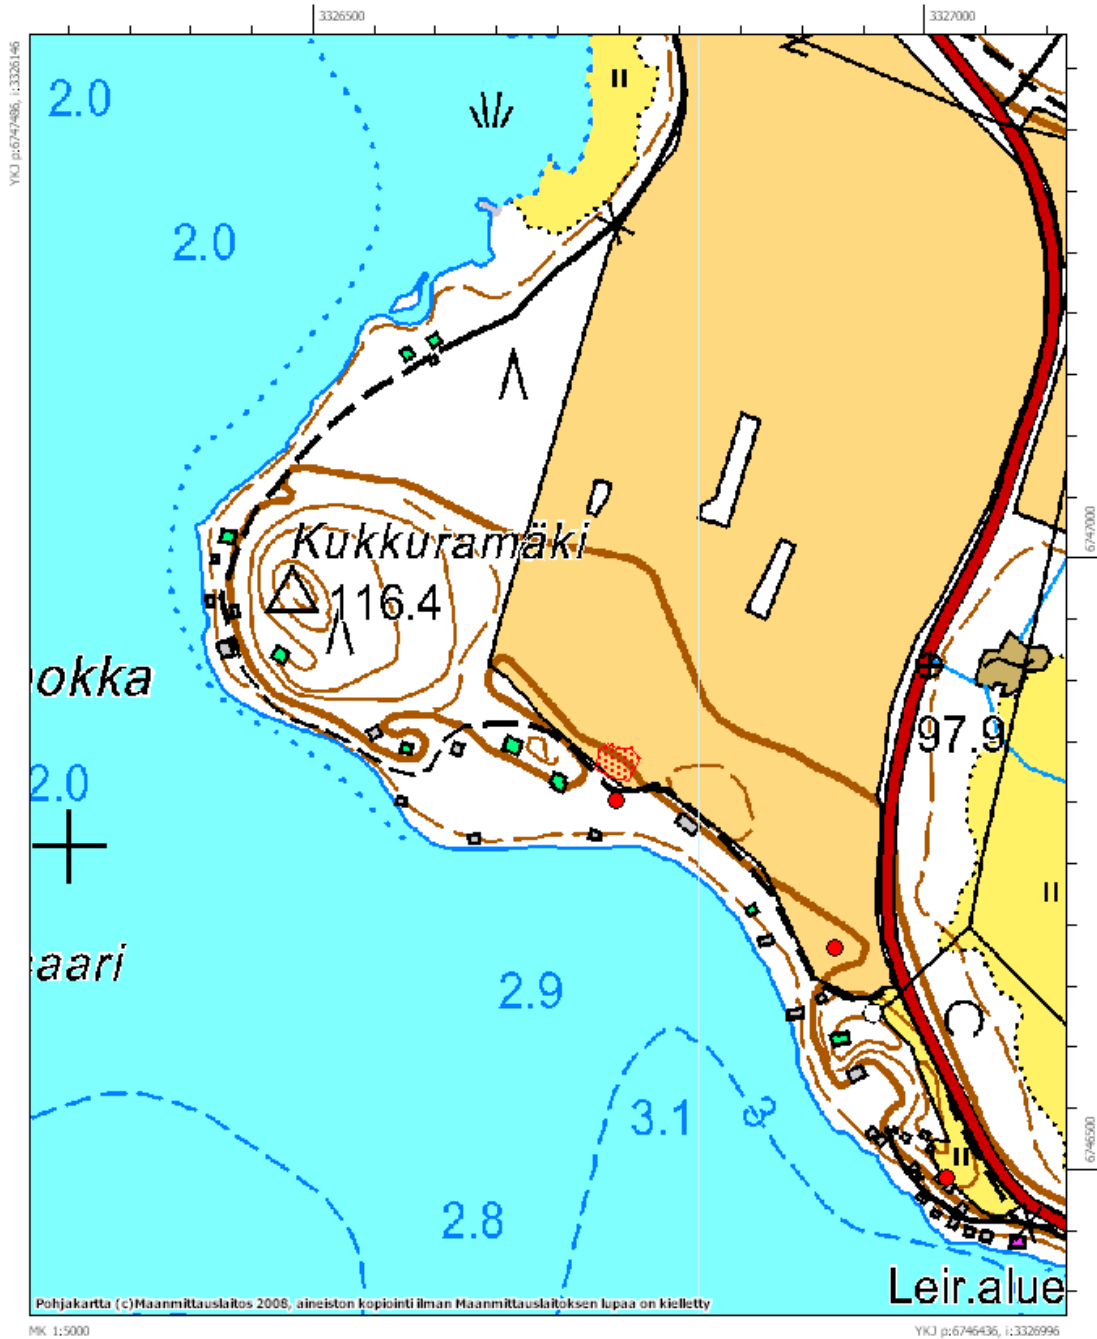 3326500
3327000
YKJ p:6747486, i:3326146
2.0
2.0
Kukkuramäki
116.4
6747000
okka
97.9
2.0
aari
2.9
3.1
3
6746500
2.8
Leir.alue
Pohjakartta (c)Maanmittauslaitos 2008, aineiston kopiointi ilman Maanmittauslaitoksen lupaa on kielletty
MK 1:5000
YKJ p:6746436, i:3326996